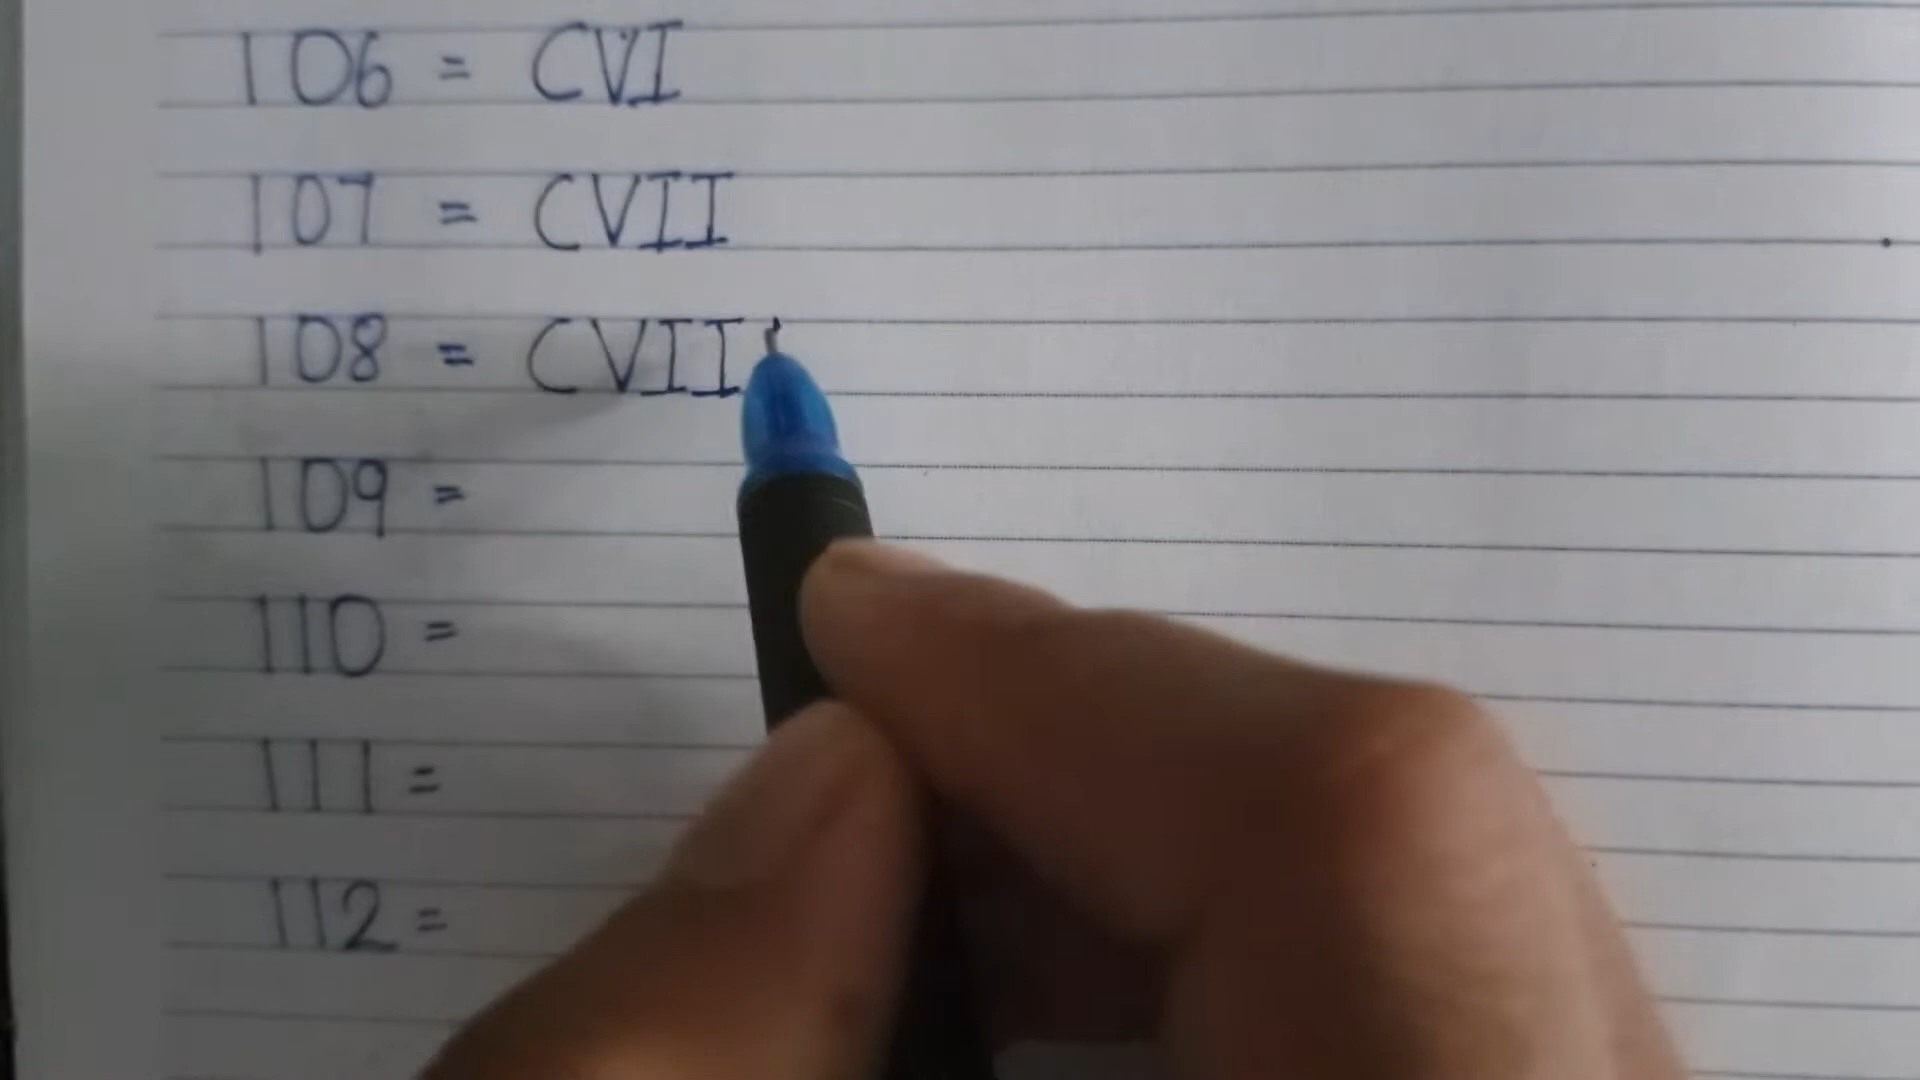 106 = CVI
107 = CVII
108 = CVII
109 =
110 =
111 =
112 =